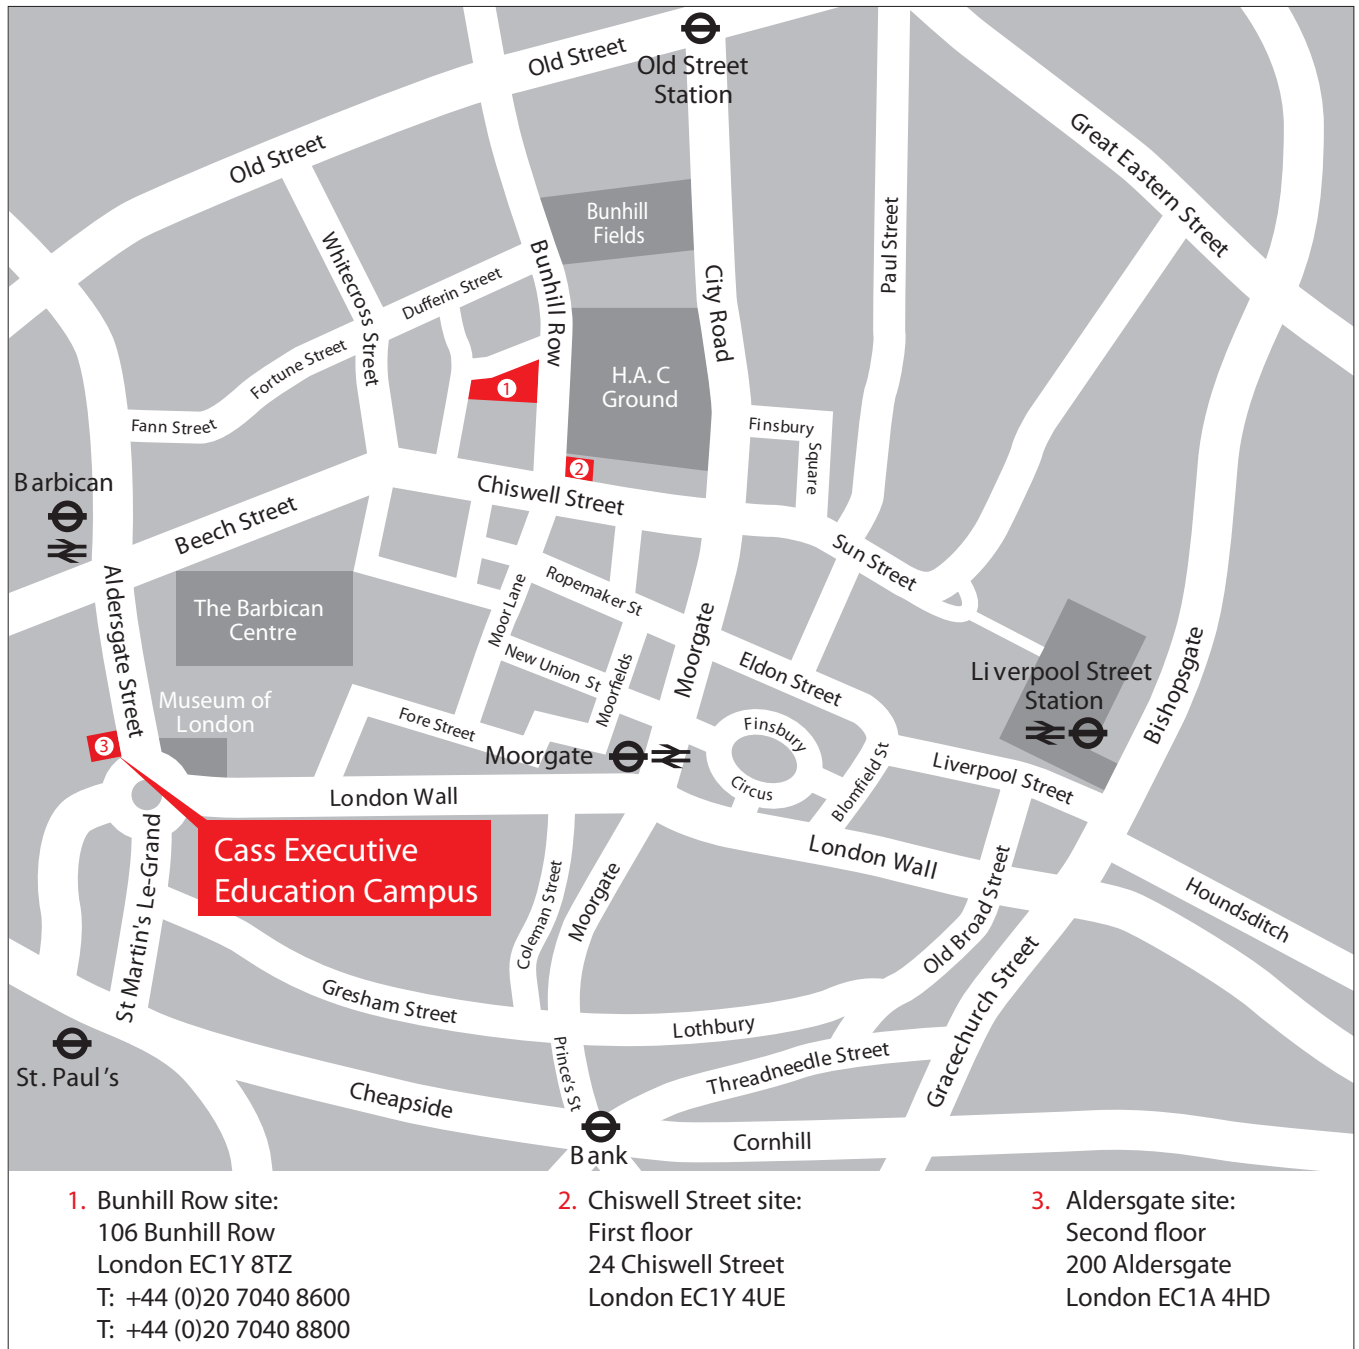 Old Street
Old Street
Station
Old Street
Great Eastern Street
Bunhill
Fields
Paul Street
Whitecross Street
Bunhill Row
Dufferin Street
City Road
Fortune Street
H.A. C
Ground
1
Fann Street
Finsbury
Square
2
Barbican
Chiswell Street
Beech Street
Sun Street
Aldersgate Street
The Barbican
Centre
Ropemaker St
Moor Lane
Moorgate
New Union St
Moorfields
Eldon Street
Liverpool Street
Station
Bishopsgate
Museum of
London
Fore Street
3
Moorgate
Finsbury
Circus
Blomfield St
Liverpool Street
London Wall
London Wall
Cass Executive
Education Campus
St Martin's Le-Grand
Coleman Street
Moorgate
Old Broad Street
Houndsditch
Gresham Street
Lothbury
Gracechurch Street
St. Paul's
Prince's St
Threadneedle Street
Cheapside
Bank
Cornhill
1. Bunhill Row site:
106 Bunhill Row
London EC1Y 8TZ
T: +44 (0)20 7040 8600
T: +44 (0)20 7040 8800
2. Chiswell Street site:
First floor
24 Chiswell Street
London EC1Y 4UE
3. Aldersgate site:
Second floor
200 Aldersgate
London EC1A 4HD